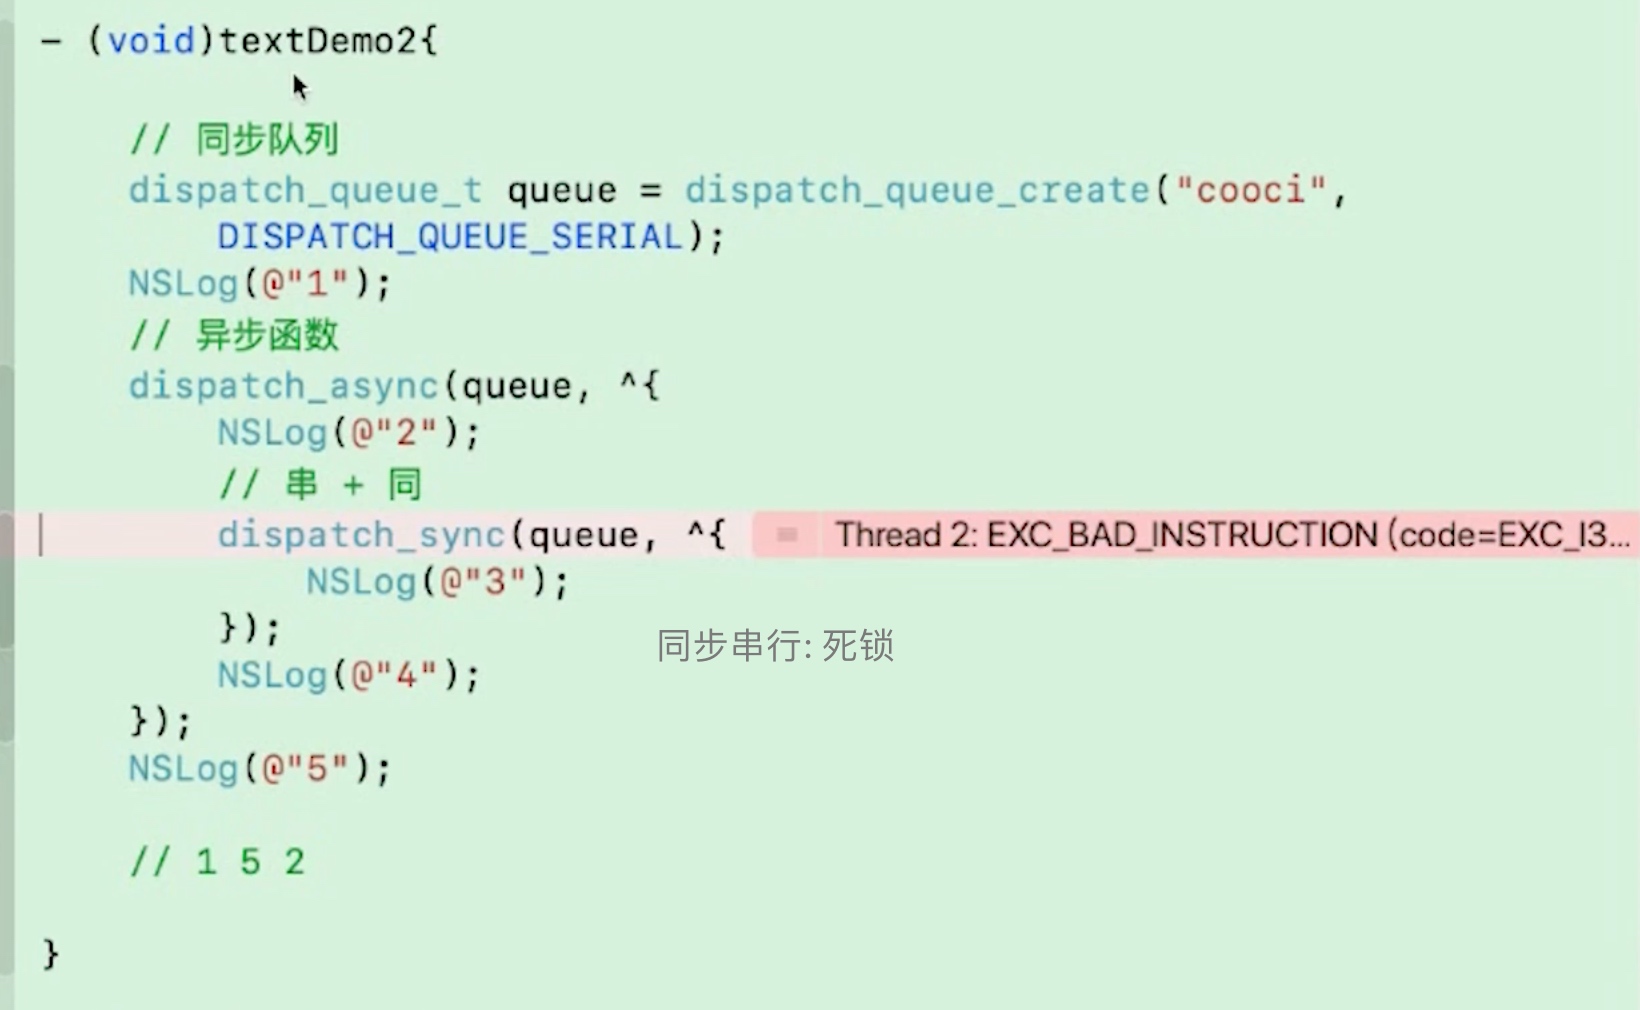 - (void)textDemo2{
// 同步队列
dispatch_queue_t queue = dispatch_queue_create("cooci",
DISPATCH_QUEUE_SERIAL);
NSLog(@"1");
// 异步函数
dispatch_async(queue, ^{
NSLog(@"2");
// 串 + 同
dispatch_sync(queue, ^{ = Thread 2: EXC_BAD_INSTRUCTION (code=EXC_I3...
NSLog(@"3");
});
同步串行: 死锁
NSLog(@"4");
});
NSLog(@"5");
// 1 5 2
}